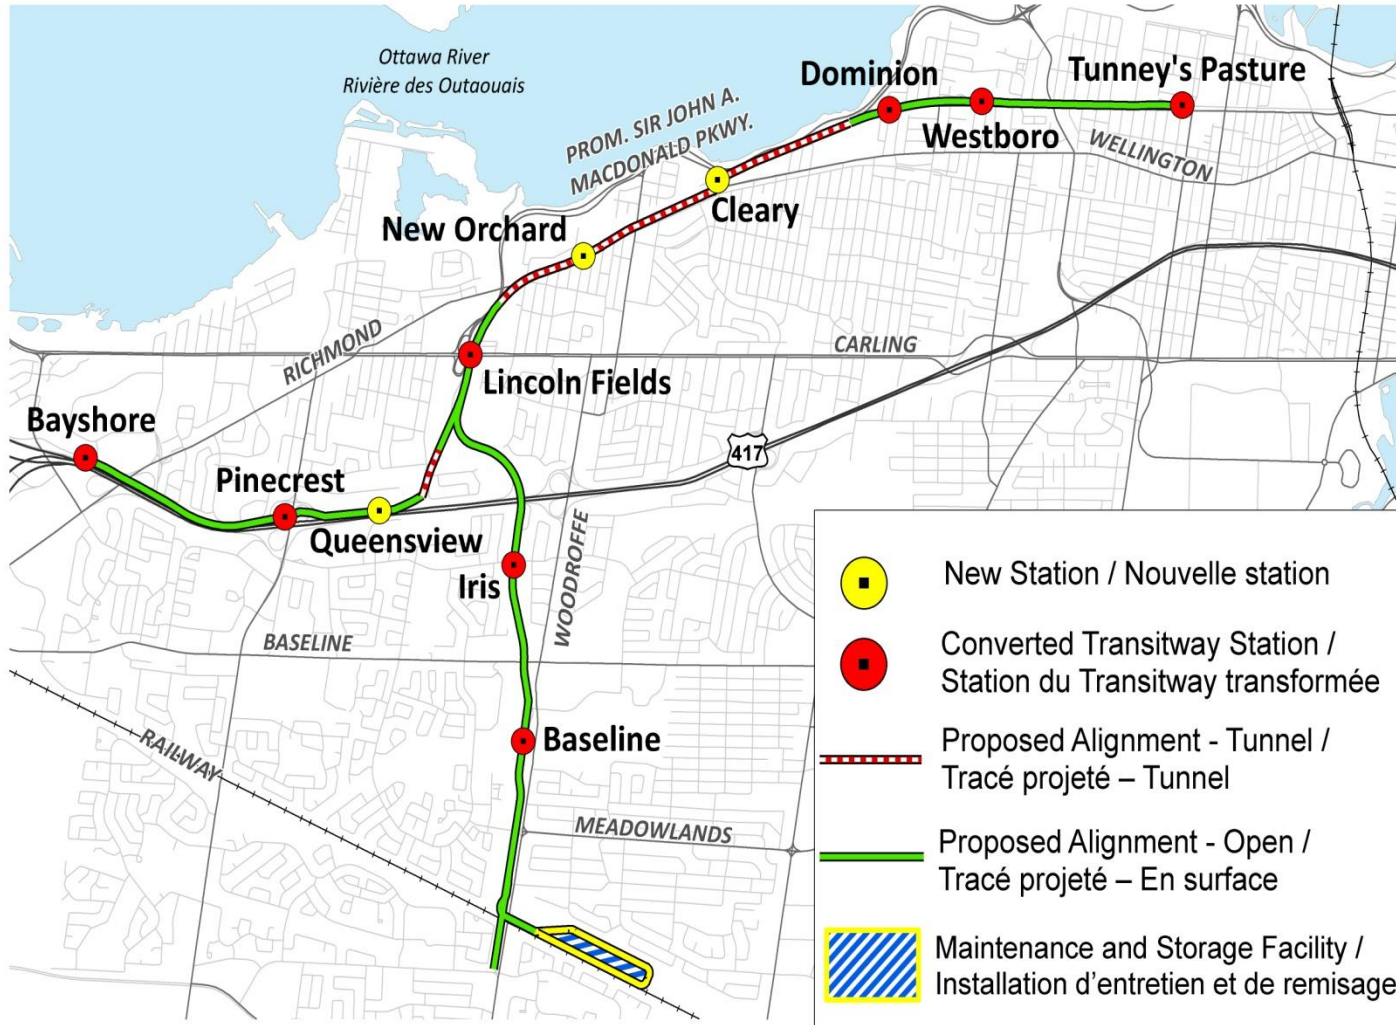 Ottawa River
Rivière des Outaouais
Dominion
Tunney's Pasture
PROM. SIR JOHN A.
MACDONALD PKWY.
Westboro
WELLINGTON
Cleary
New Orchard
RICHMOND
CARLING
Lincoln Fields
Bayshore
417
Pinecrest
Queensview
Iris
WOODROFFE
BASELINE
RAILWAY
Baseline
MEADOWLANDS
New Station / Nouvelle station
Converted Transitway Station /
Station du Transitway transformée
Proposed Alignment - Tunnel /
Tracé projeté – Tunnel
Proposed Alignment - Open /
Tracé projeté – En surface
Maintenance and Storage Facility /
Installation d'entretien et de remisage